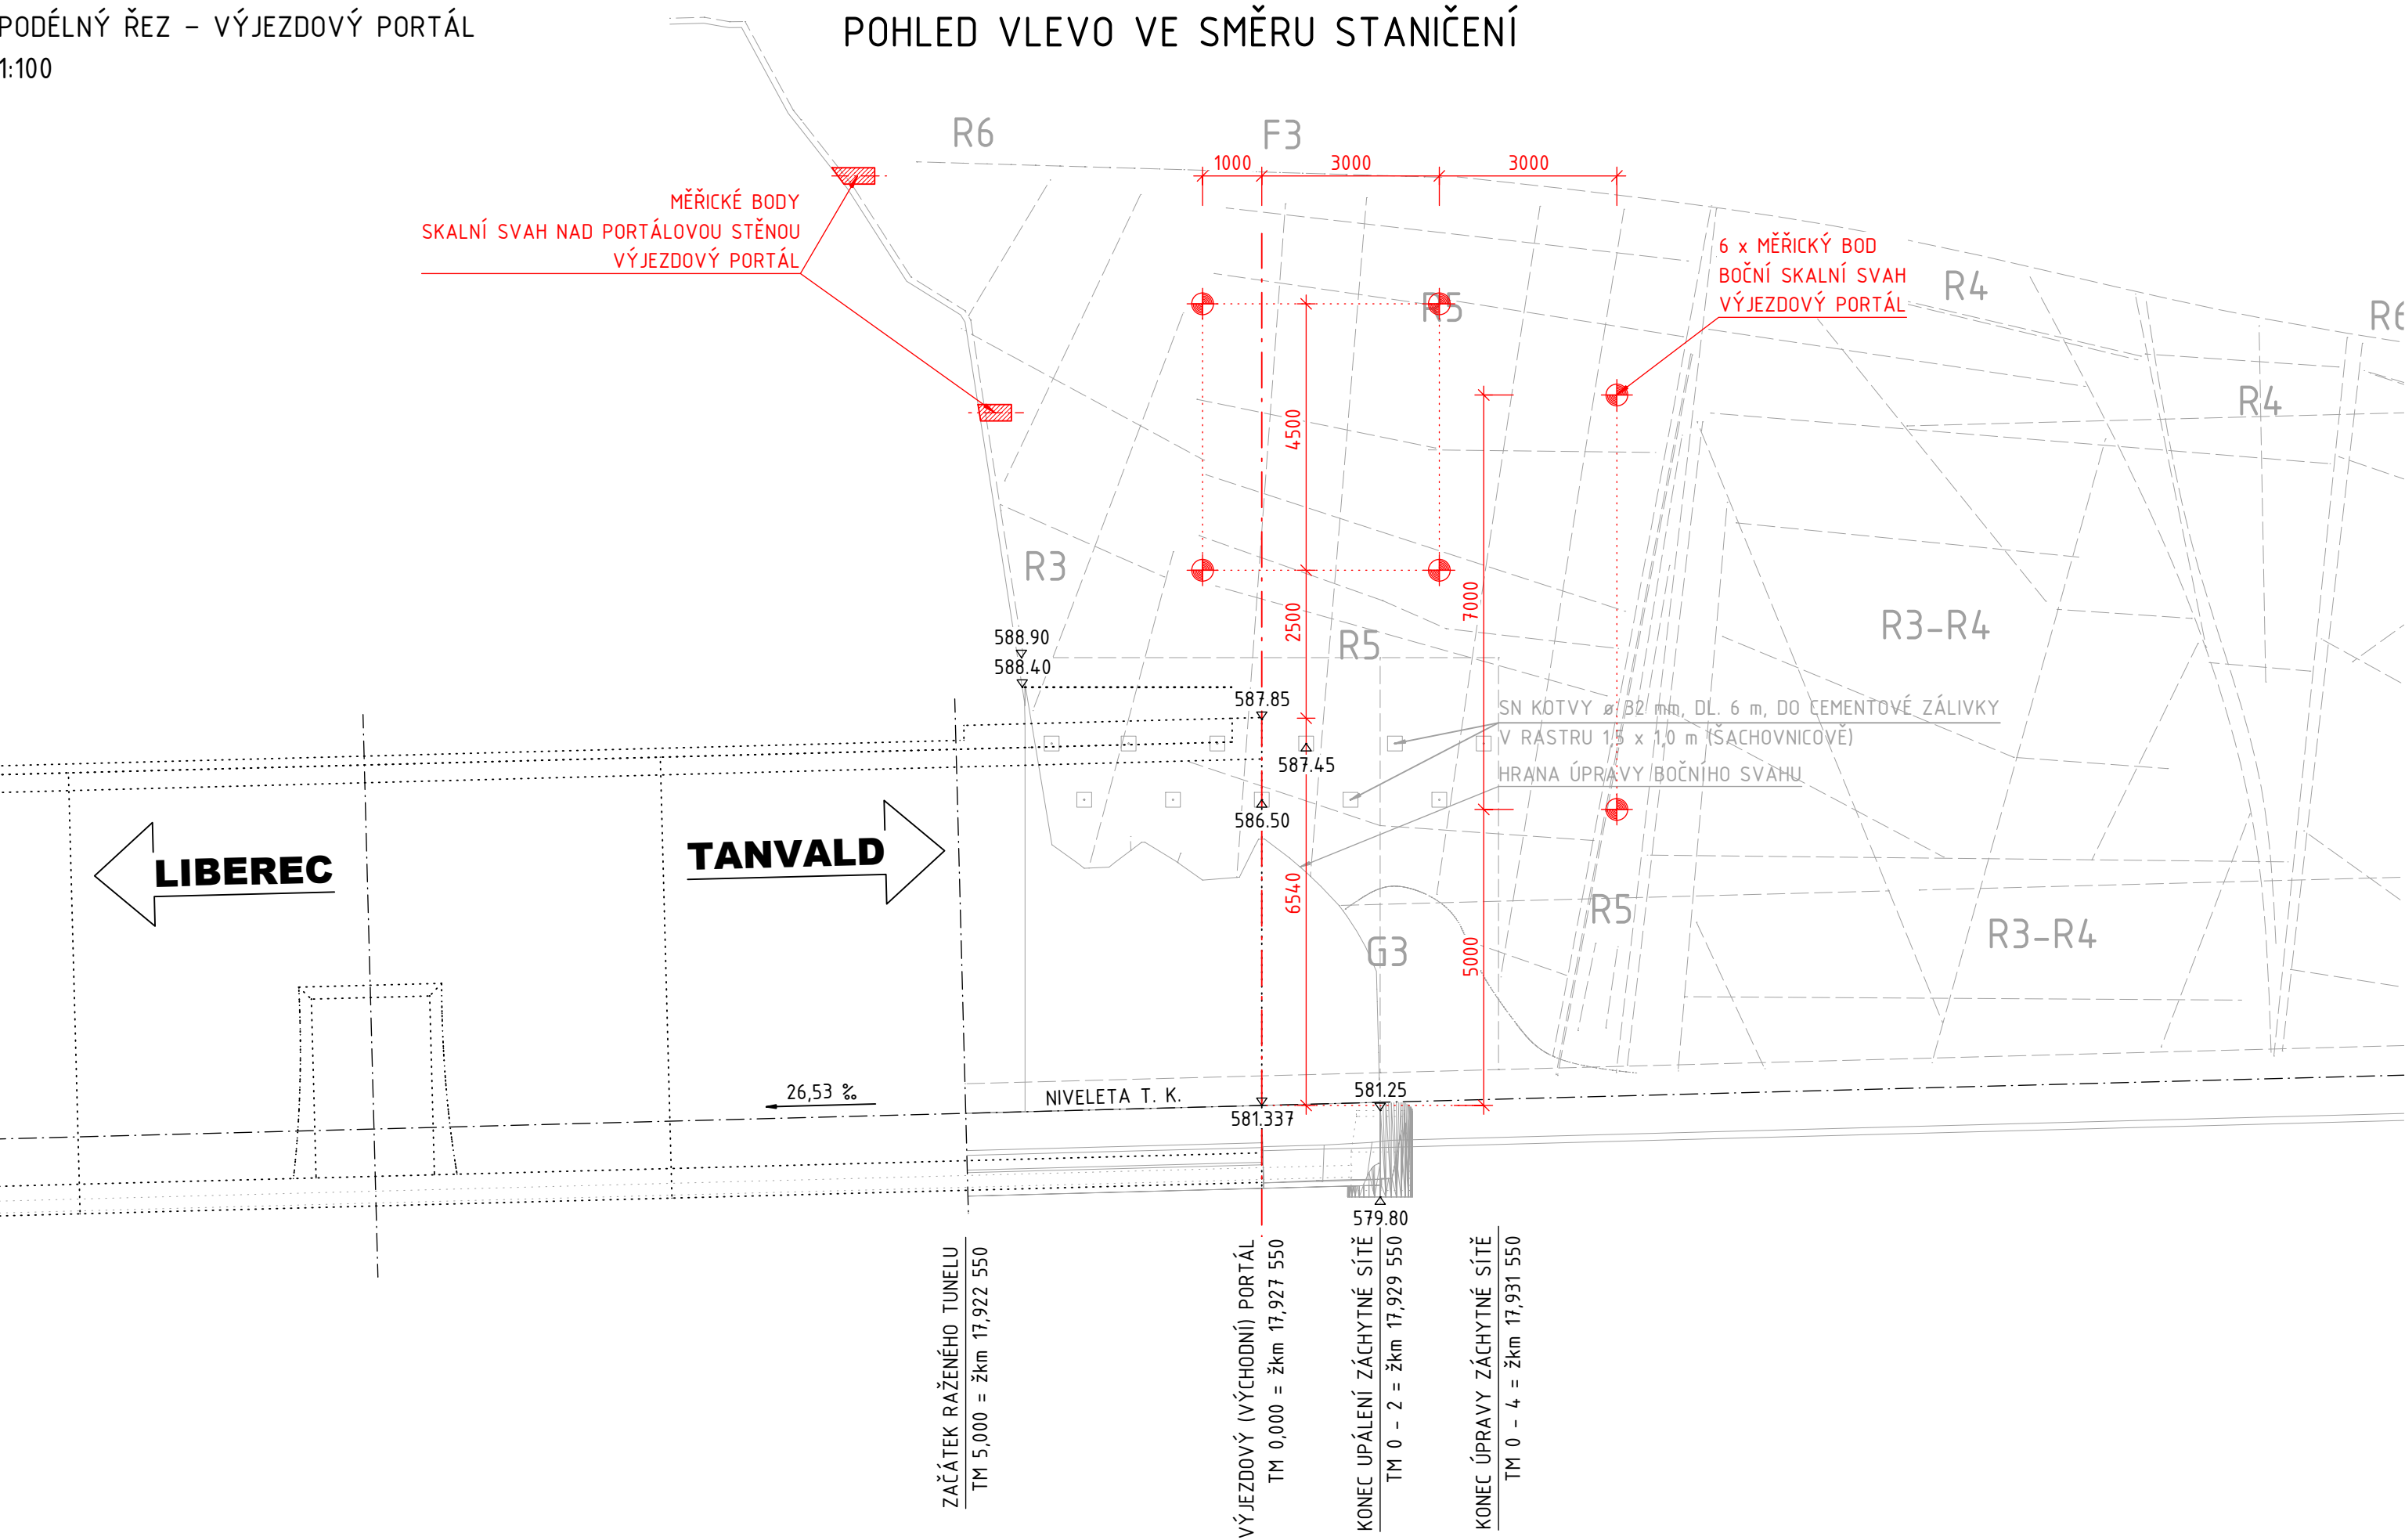 PODÉLNÝ ŘEZ - VÝJEZDOVÝ PORTÁL
1:100
POHLED VLEVO VE SMĚRU STANIČENÍ
R6
F3
1000
3000
3000
MĚŘICKÉ BODY
SKALNÍ SVAH NAD PORTÁLOVOU STĚNOU
VÝJEZDOVÝ PORTÁL
6 x MĚŘICKÝ BOD
BOČNÍ SKALNÍ SVAH
VÝJEZDOVÝ PORTÁL
R5
R4
R6
R4
4500
R3
2500
7000
R5
R3-R4
588.90
588.40
587.85
SN KOTVY ø 32 mm, DL. 6 m, DO CEMENTOVÉ ZÁLIVKY
V RASTRU 1,5 x 1,0 m (ŠACHOVNICOVĚ)
587.45
HRANA ÚPRAVY BOČNÍHO SVAHU
586.50
LIBEREC
TANVALD
6540
5000
R5
G3
R3-R4
26,53 ‰
NIVELETA T. K.
581.25
581.337
579.80
ZAČÁTEK RAŽENÉHO TUNELU
TM 5,000 = žkm 17,922 550
VÝJEZDOVÝ (VÝCHODNÍ) PORTÁL
TM 0,000 = žkm 17,927 550
KONEC UPÁLENÍ ZÁCHYTNÉ SÍTĚ
TM 0 - 2 = žkm 17,929 550
KONEC ÚPRAVY ZÁCHYTNÉ SÍTĚ
TM 0 - 4 = žkm 17,931 550